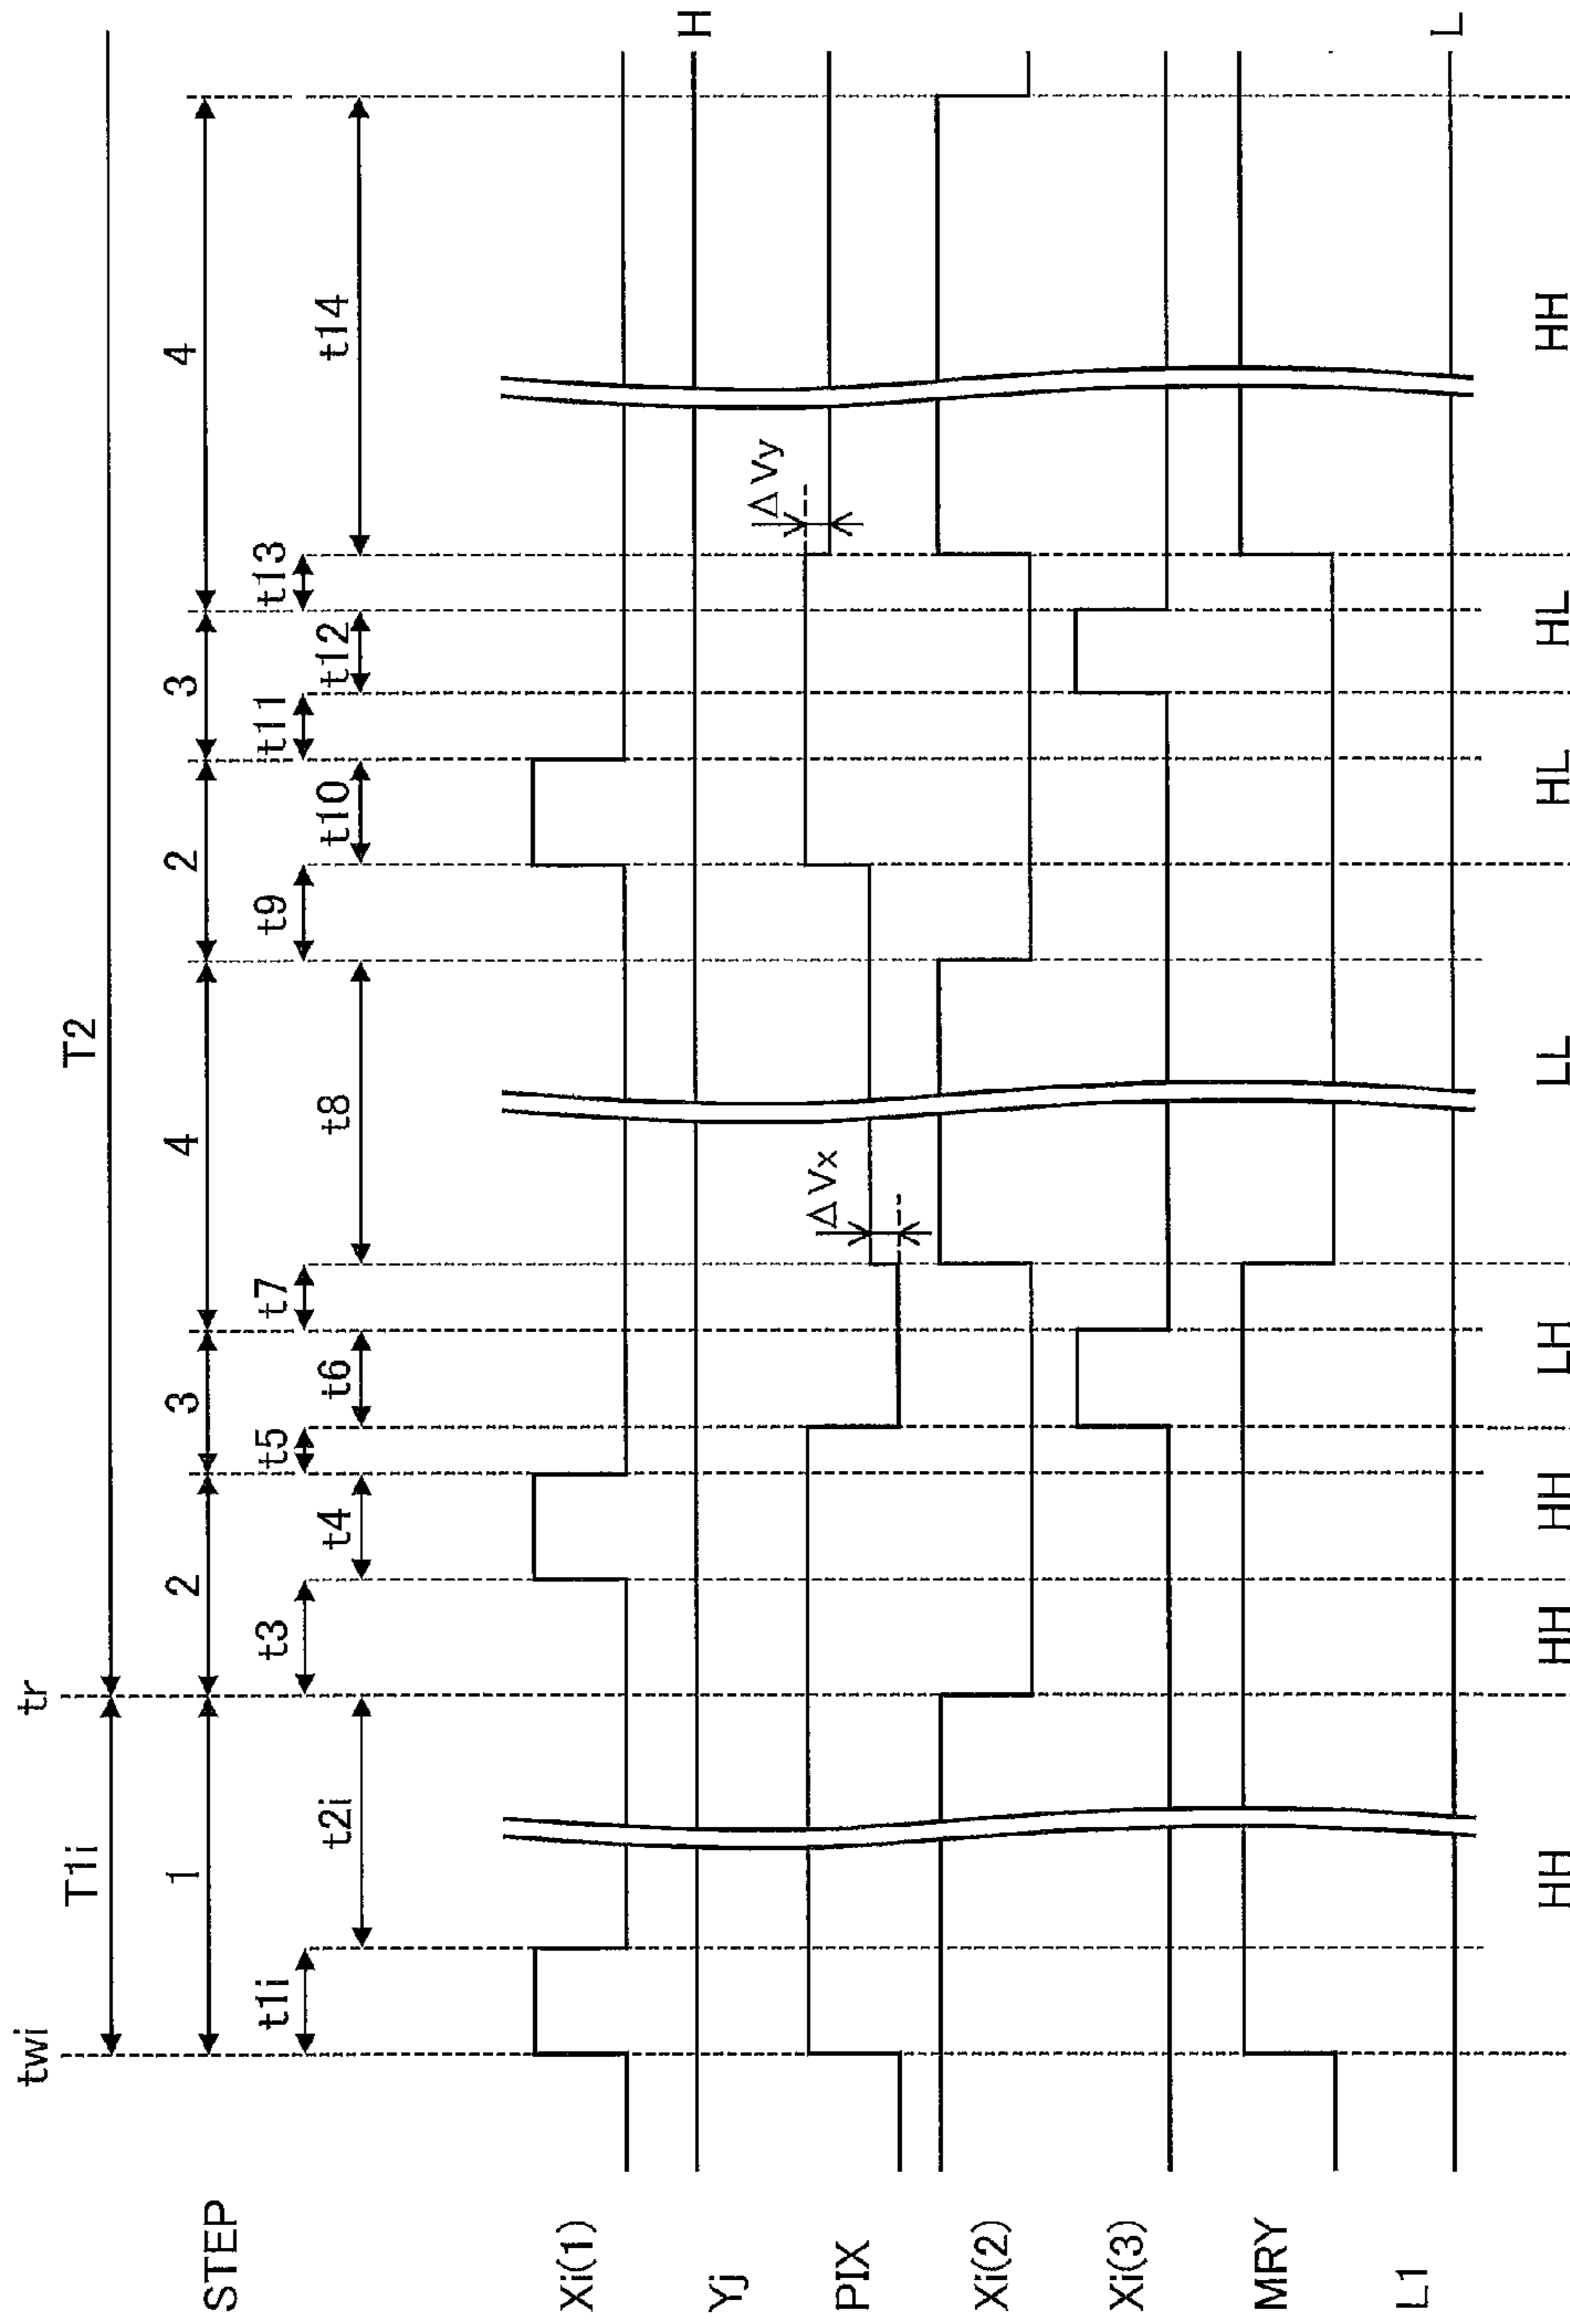 twi tr
T1i T2
STEP 1 2 3 4 2 3 4
t1i t3 t5 t7 t9 t11 t13
t2i t4 t6 t8 t10 t12 t14
Xi(1)
Yj H
PIX ΔVx ΔVy
Xi(2)
Xi(3)
MRY
L1 L
HH HH HH LH LL HL HL HH